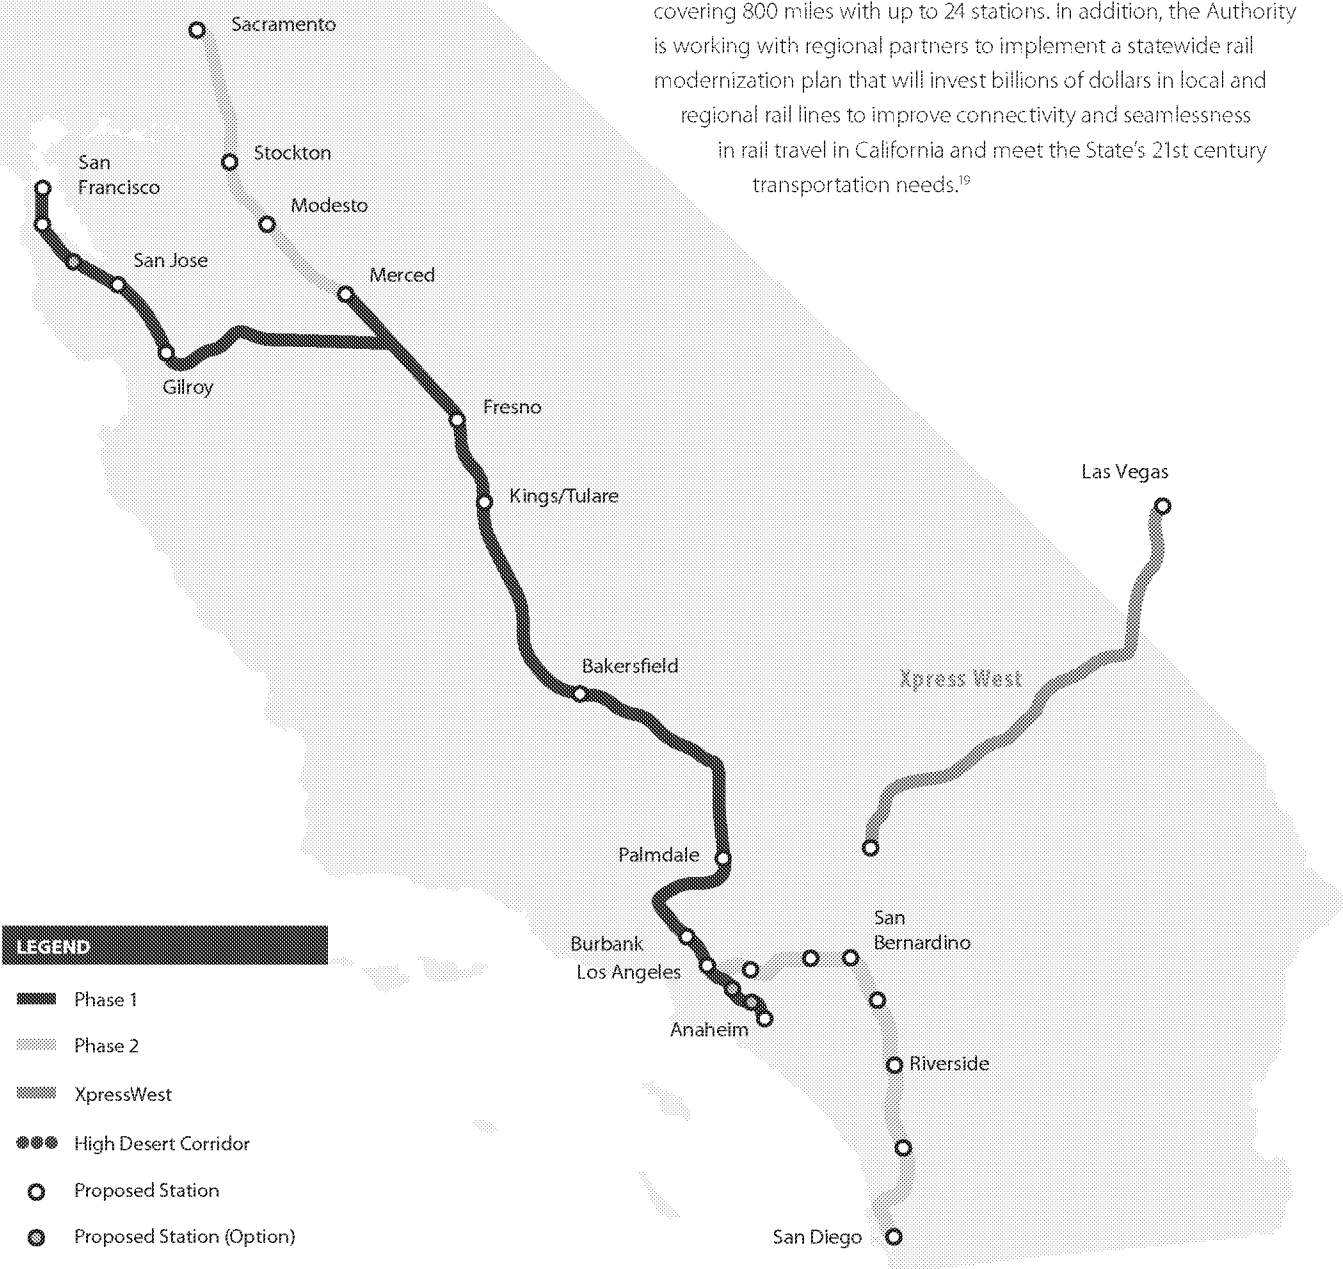 covering 800 miles with up to 24 stations. In addition, the Authority
is working with regional partners to implement a statewide rail
modernization plan that will invest billions of dollars in local and
regional rail lines to improve connectivity and seamlessness
in rail travel in California and meet the State's 21st century
transportation needs.¹⁹
Sacramento
Stockton
San
Francisco
Modesto
San Jose
Merced
Gilroy
Fresno
Las Vegas
Kings/Tulare
Bakersfield
Xpress West
Palmdale
San
Bernardino
Burbank
Los Angeles
Anaheim
Riverside
San Diego
LEGEND
Phase 1
Phase 2
XpressWest
High Desert Corridor
Proposed Station
Proposed Station (Option)